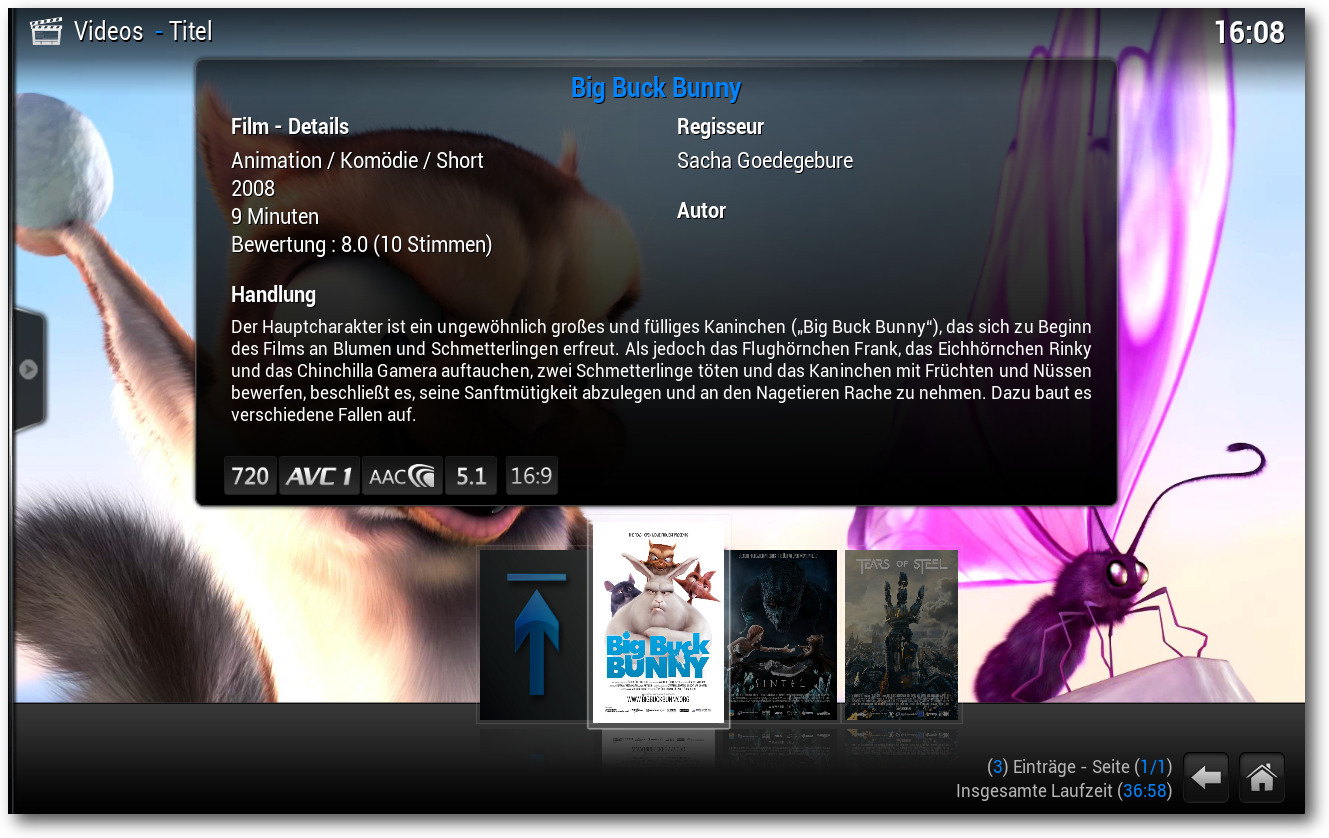 Videos - Titel
16:08
Big Buck Bunny
Film - Details
Animation / Komödie / Short
2008
9 Minuten
Bewertung : 8.0 (10 Stimmen)
Regisseur
Sacha Goedegebure
Autor
Handlung
Der Hauptcharakter ist ein ungewöhnlich großes und fülliges Kaninchen („Big Buck Bunny“), das sich zu Beginn
des Films an Blumen und Schmetterlingen erfreut. Als jedoch das Flughörnchen Frank, das Eichhörnchen Rinky
und das Chinchilla Gamera auftauchen, zwei Schmetterlinge töten und das Kaninchen mit Früchten und Nüssen
bewerfen, beschließt es, seine Sanftmütigkeit abzulegen und an den Nagetieren Rache zu nehmen. Dazu baut es
verschiedene Fallen auf.
720 AVC 1 AAC 5.1 16:9
Big Buck
BUNNY
WWW.BIGBUCKBUNNY.ORG
SINTEL
TEARS OF STEEL
(3) Einträge - Seite (1/1)
Insgesamte Laufzeit (36:58)